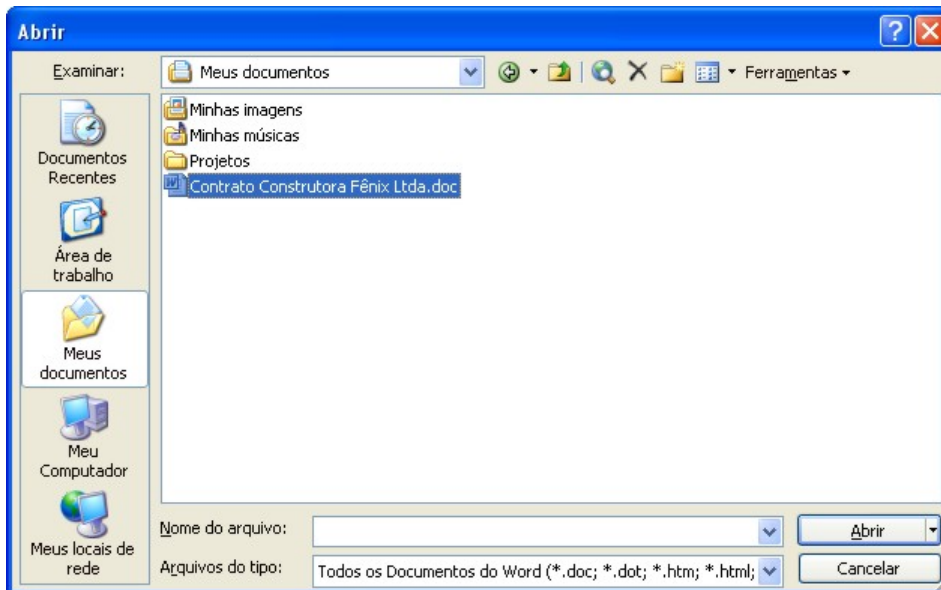 Abrir
Examinar:
Meus documentos
Ferramentas
Documentos
Recentes
Área de
trabalho
Meus
documentos
Meu
Computador
Meus locais de
rede
Minhas imagens
Minhas músicas
Projetos
Contrato Construtora Fênix Ltda.doc
Nome do arquivo:
Abrir
Arquivos do tipo:
Todos os Documentos do Word (*.doc; *.dot; *.htm; *.html;
Cancelar